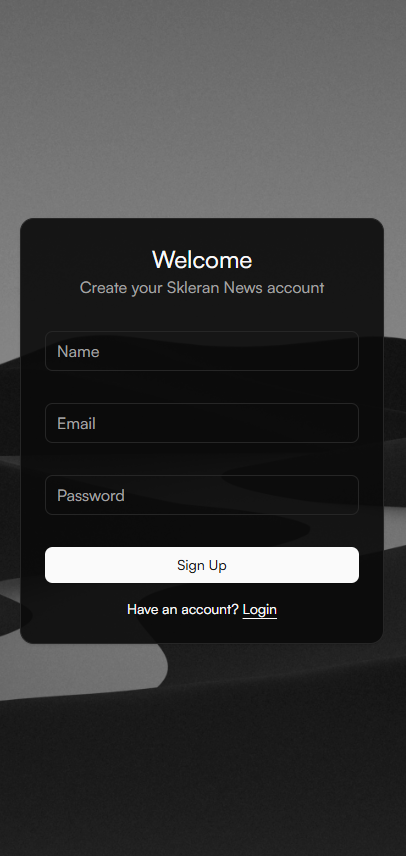 Welcome
Create your Skleran News account
Name
Email
Password
Sign Up
Have an account? Login